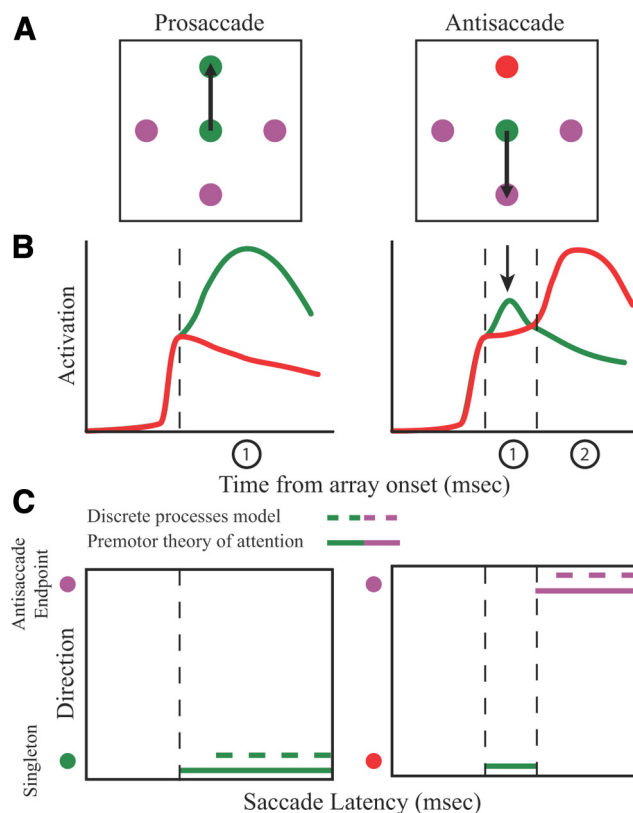 A
Prosaccade
Antisaccade
B
Activation
1
1
2
Time from array onset (msec)
C
Discrete processes model
Premotor theory of attention
Antisaccade
Endpoint
Direction
Singleton
Saccade Latency (msec)